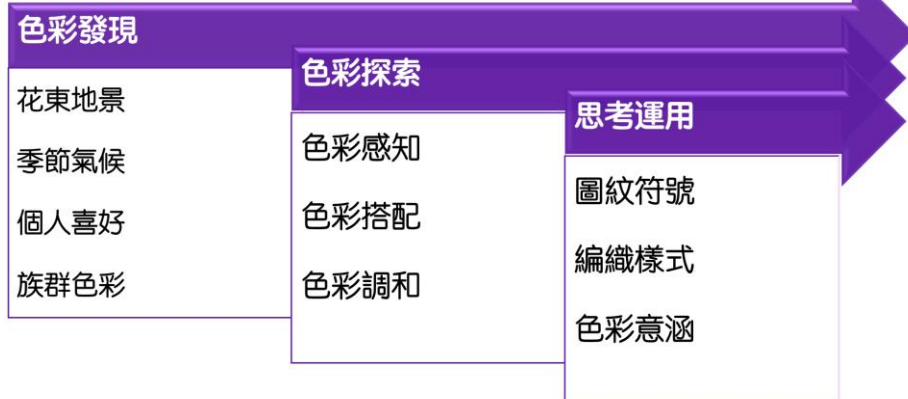 色彩發現
花東地景
季節氣候
個人喜好
族群色彩
色彩探索
色彩感知
色彩搭配
色彩調和
思考運用
圖紋符號
編織樣式
色彩意涵